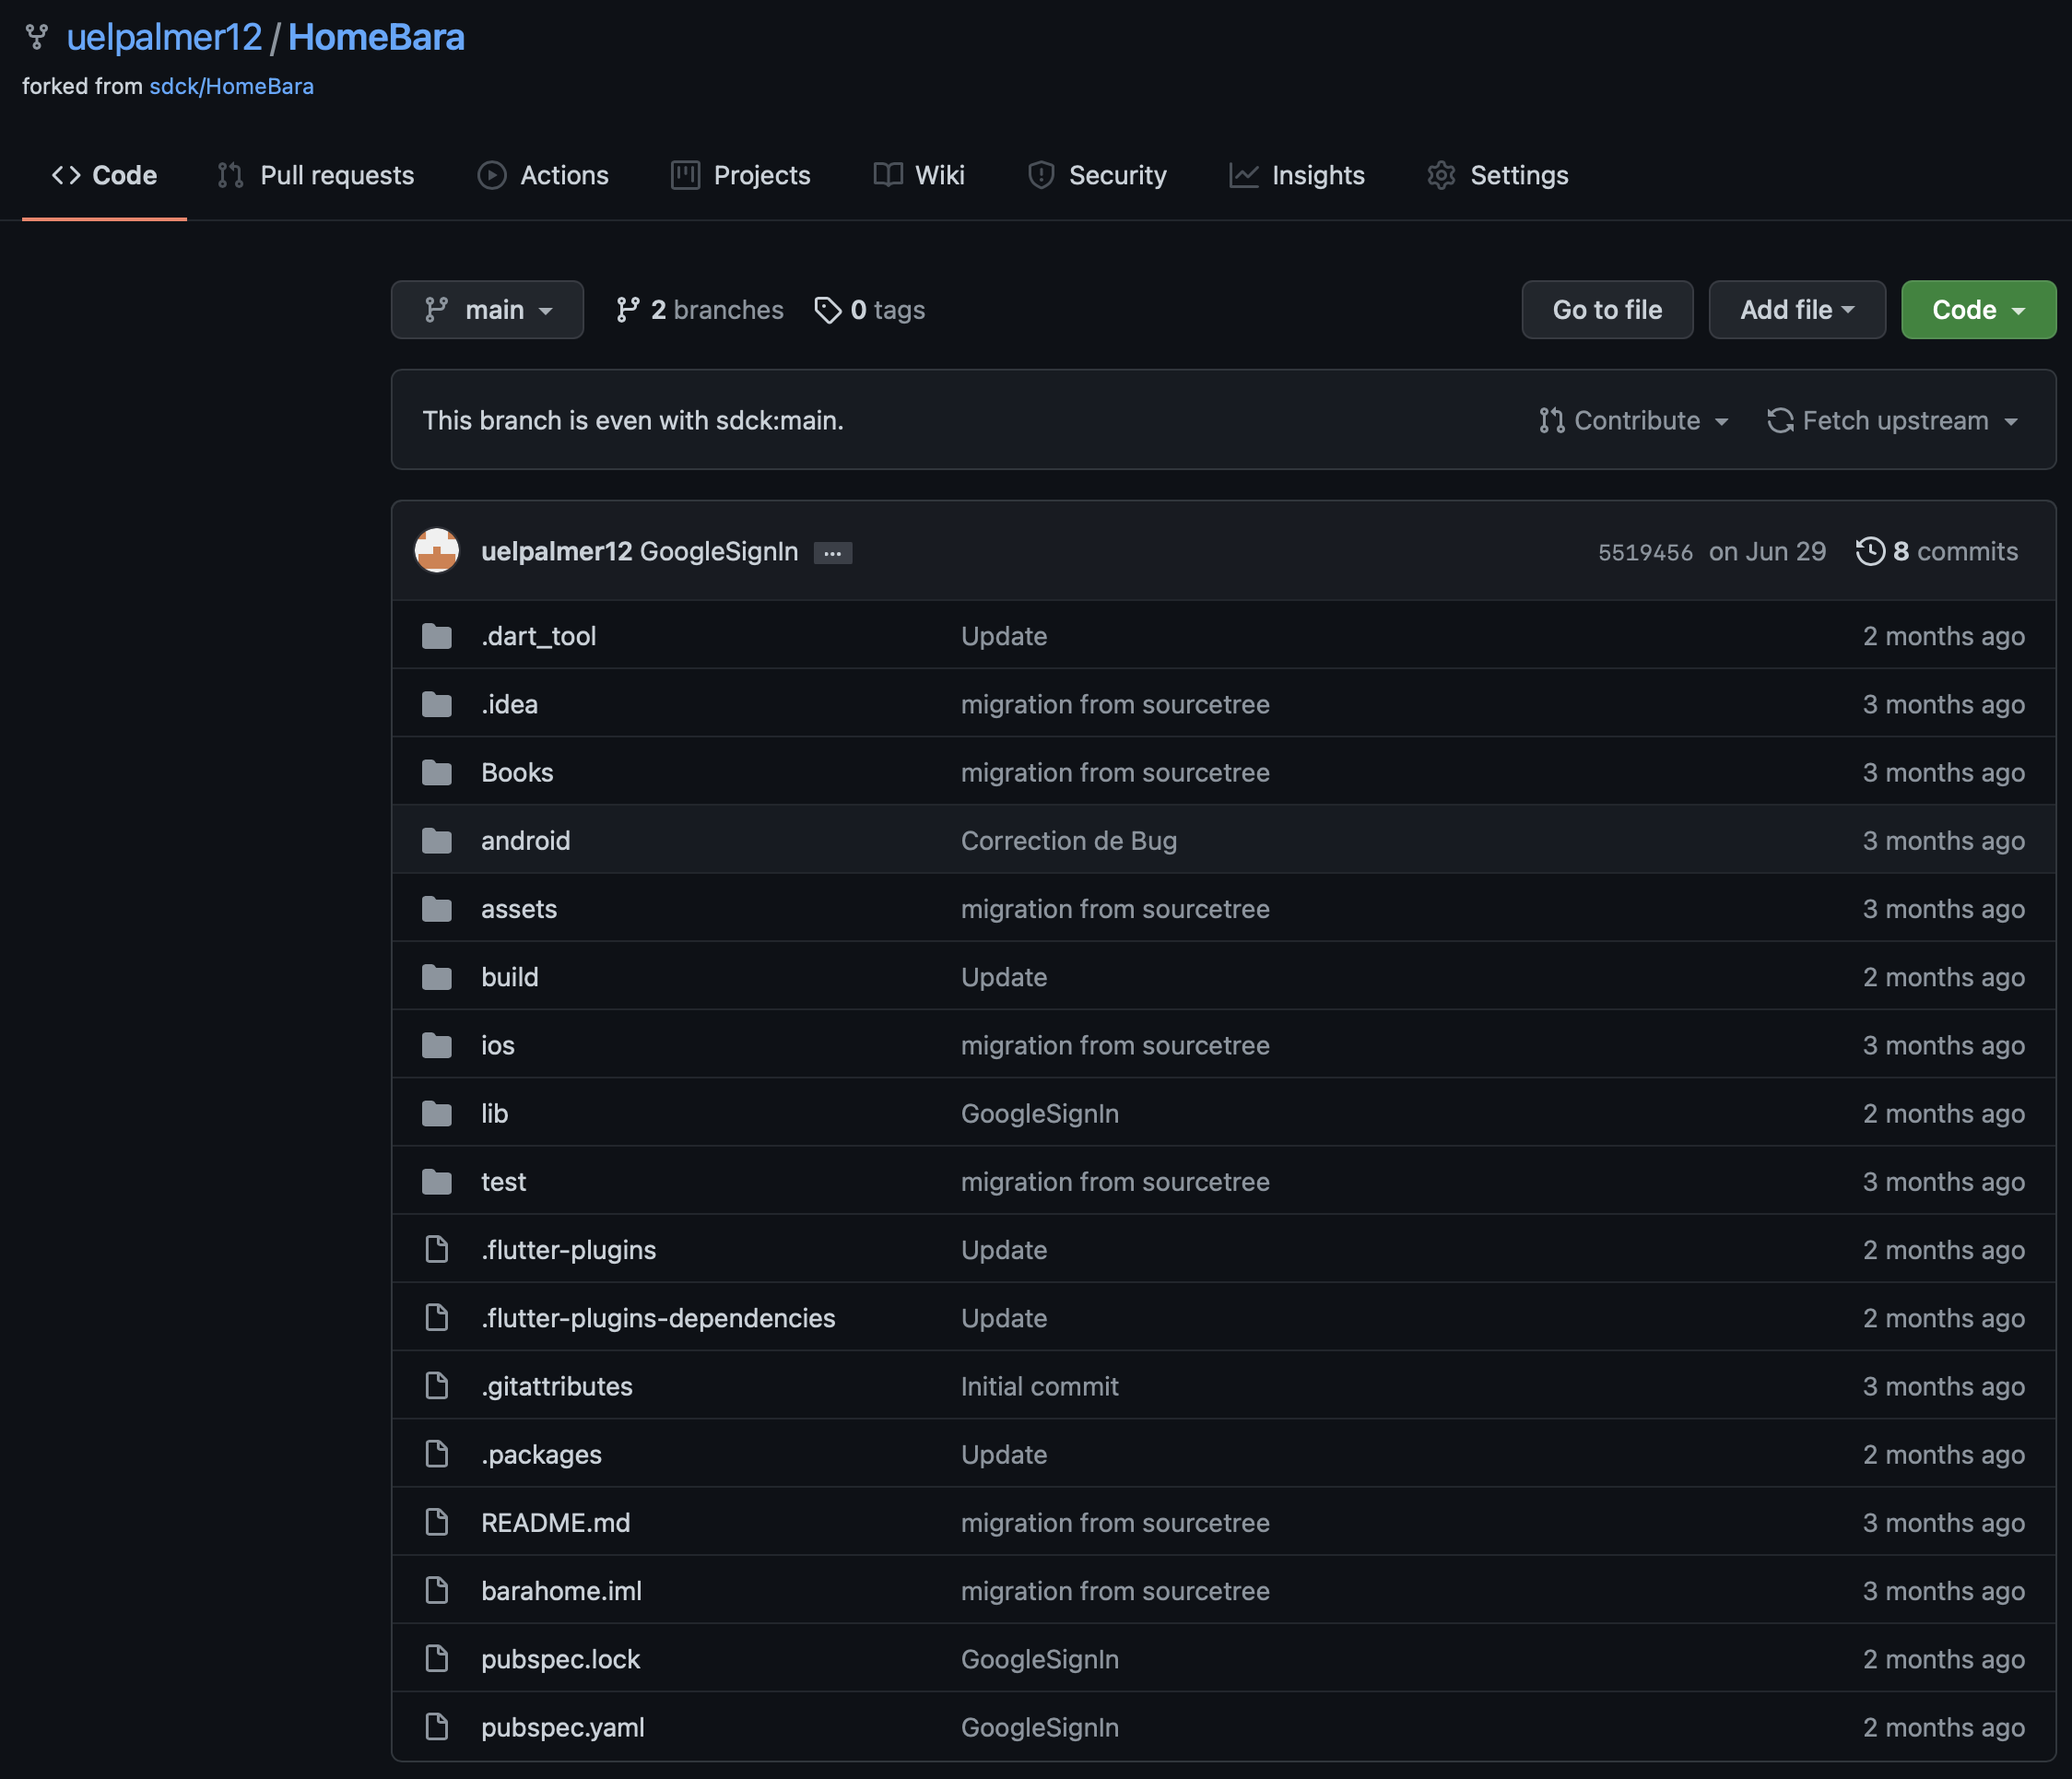 uelpalmer12 / HomeBara
forked from sdck/HomeBara
Code Pull requests Actions Projects Wiki Security Insights Settings
main 2 branches 0 tags Go to file Add file Code
This branch is even with sdck:main. Contribute Fetch upstream
uelpalmer12 GoogleSignIn ... 5519456 on Jun 29 8 commits
.dart_tool Update 2 months ago
.idea migration from sourcetree 3 months ago
Books migration from sourcetree 3 months ago
android Correction de Bug 3 months ago
assets migration from sourcetree 3 months ago
build Update 2 months ago
ios migration from sourcetree 3 months ago
lib GoogleSignIn 2 months ago
test migration from sourcetree 3 months ago
.flutter-plugins Update 2 months ago
.flutter-plugins-dependencies Update 2 months ago
.gitattributes Initial commit 3 months ago
.packages Update 2 months ago
README.md migration from sourcetree 3 months ago
barahome.iml migration from sourcetree 3 months ago
pubspec.lock GoogleSignIn 2 months ago
pubspec.yaml GoogleSignIn 2 months ago